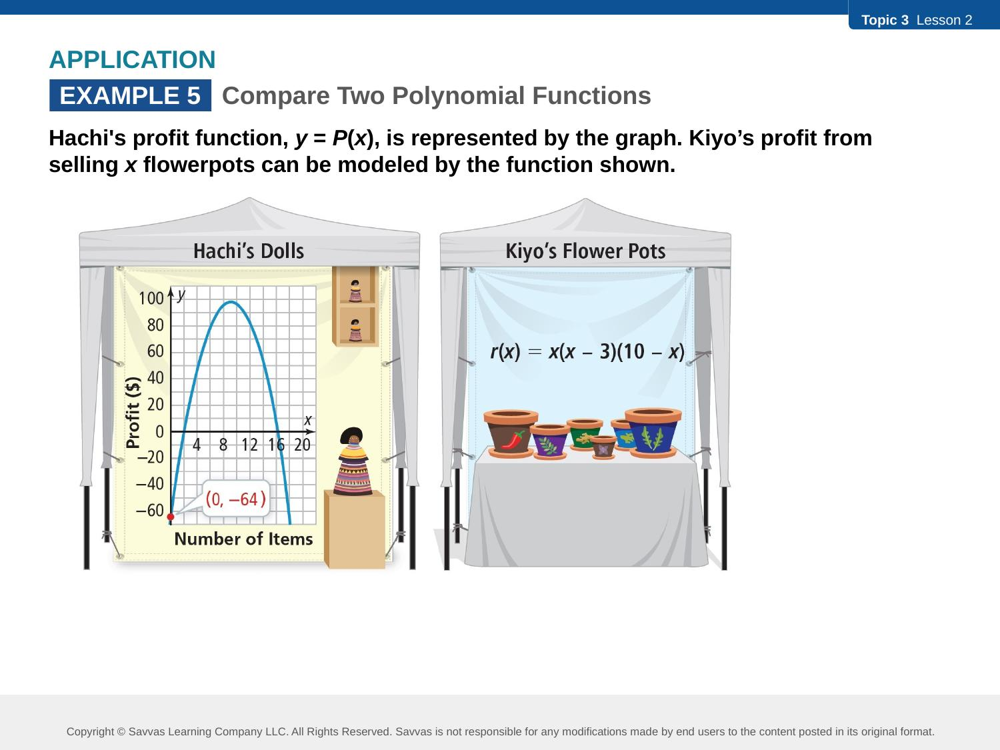 Topic 3 Lesson 2
APPLICATION
EXAMPLE 5 Compare Two Polynomial Functions
Hachi's profit function, y = P(x), is represented by the graph. Kiyo’s profit from
selling x flowerpots can be modeled by the function shown.
Hachi’s Dolls
100
y
80
60
40
20
0
−20
−40
−60
Profit ($)
x
4 8 12 16 20
(0, −64)
Number of Items
Kiyo’s Flower Pots
r(x) = x(x − 3)(10 − x)
Copyright © Savvas Learning Company LLC. All Rights Reserved. Savvas is not responsible for any modifications made by end users to the content posted in its original format.